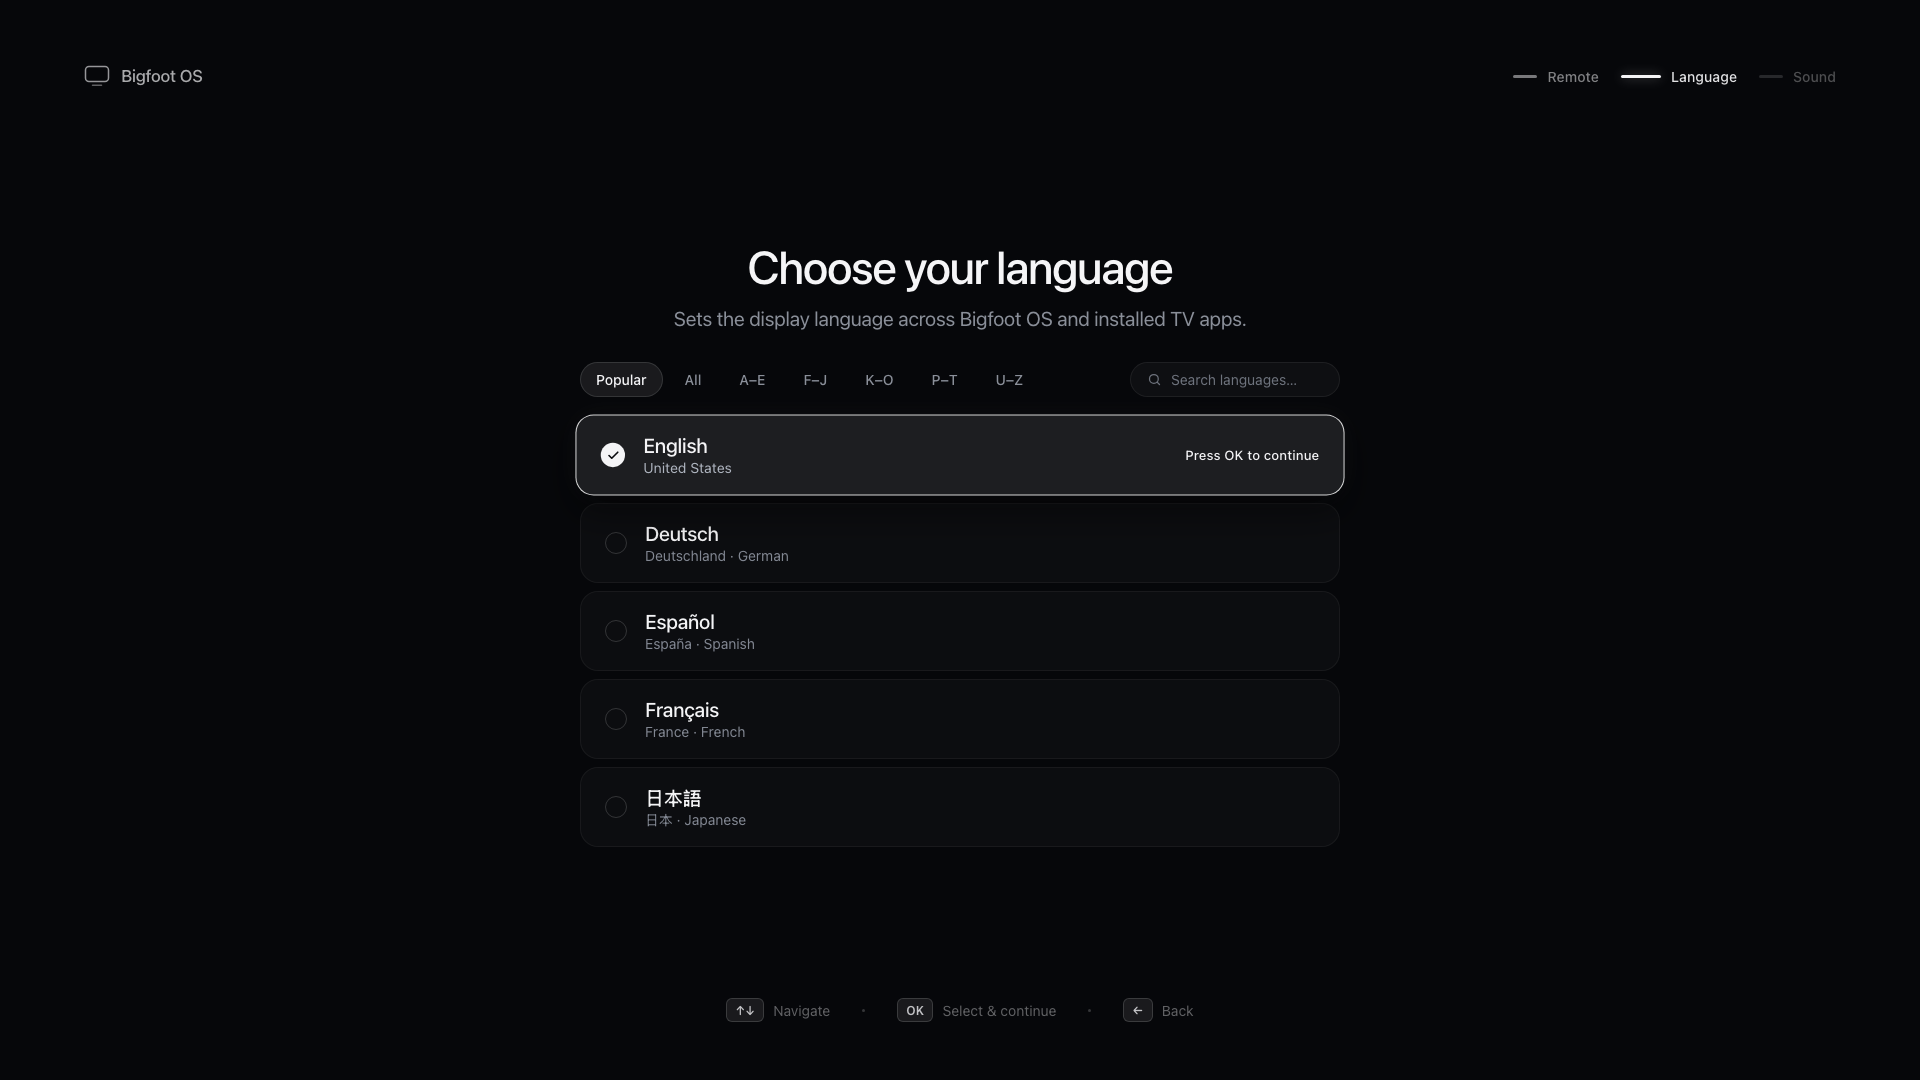 Bigfoot OS
Remote
Language
Sound
Choose your language
Sets the display language across Bigfoot OS and installed TV apps.
Popular
All
A–E
F–J
K–O
P–T
U–Z
Search languages...
English
United States
Press OK to continue
Deutsch
Deutschland · German
Español
España · Spanish
Français
France · French
日本語
日本 · Japanese
↑↓ Navigate
·
OK Select & continue
·
← Back